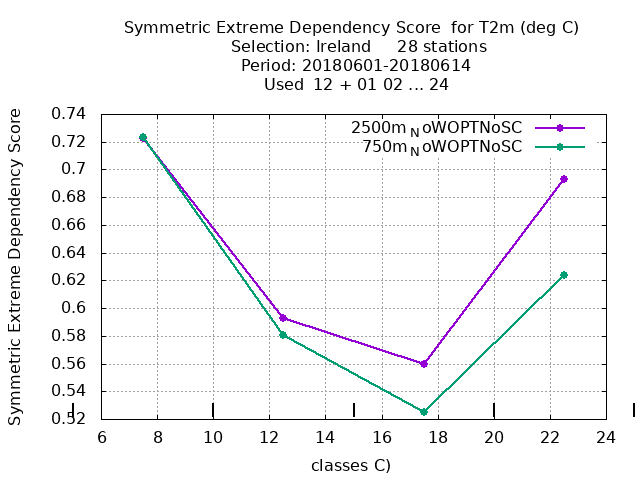 Symmetric Extreme Dependency Score for T2m (deg C)
Selection: Ireland 28 stations
Period: 20180601-20180614
Used 12 + 01 02 ... 24
Symmetric Extreme Dependency Score
0.74
0.72
0.7
0.68
0.66
0.64
0.62
0.6
0.58
0.56
0.54
0.52
2500mNoWOPTNoSC
750mNoWOPTNoSC
6 8 10 12 14 16 18 20 22 24
classes C)